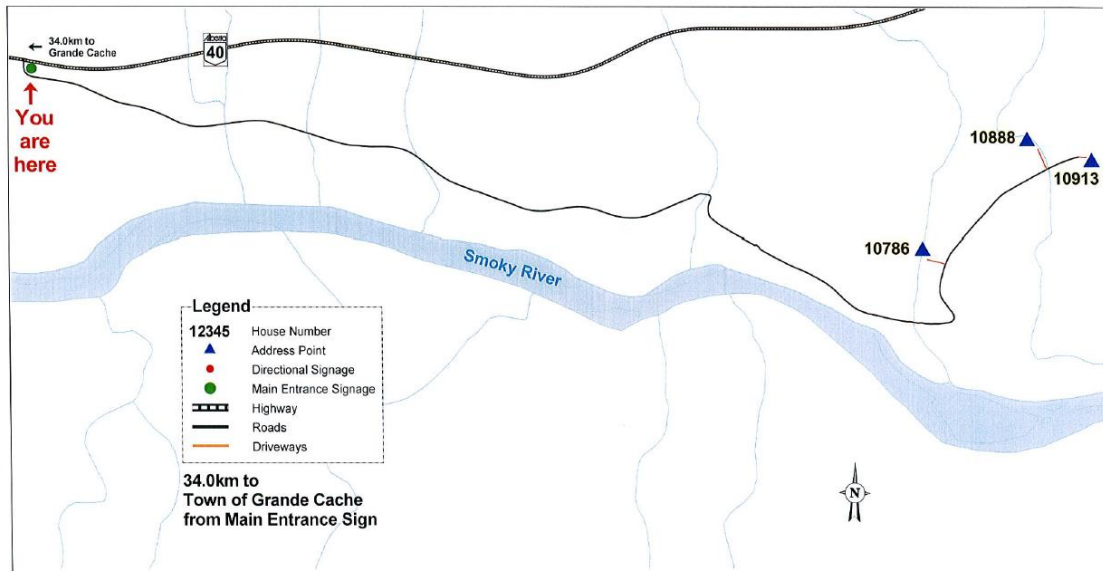 ← 34.0km to
Grande Cache
Alberta
40
You
are
here
10888
10913
10786
Smoky River
Legend
12345 House Number
Address Point
Directional Signage
Main Entrance Signage
Highway
Roads
Driveways
34.0km to
Town of Grande Cache
from Main Entrance Sign
N